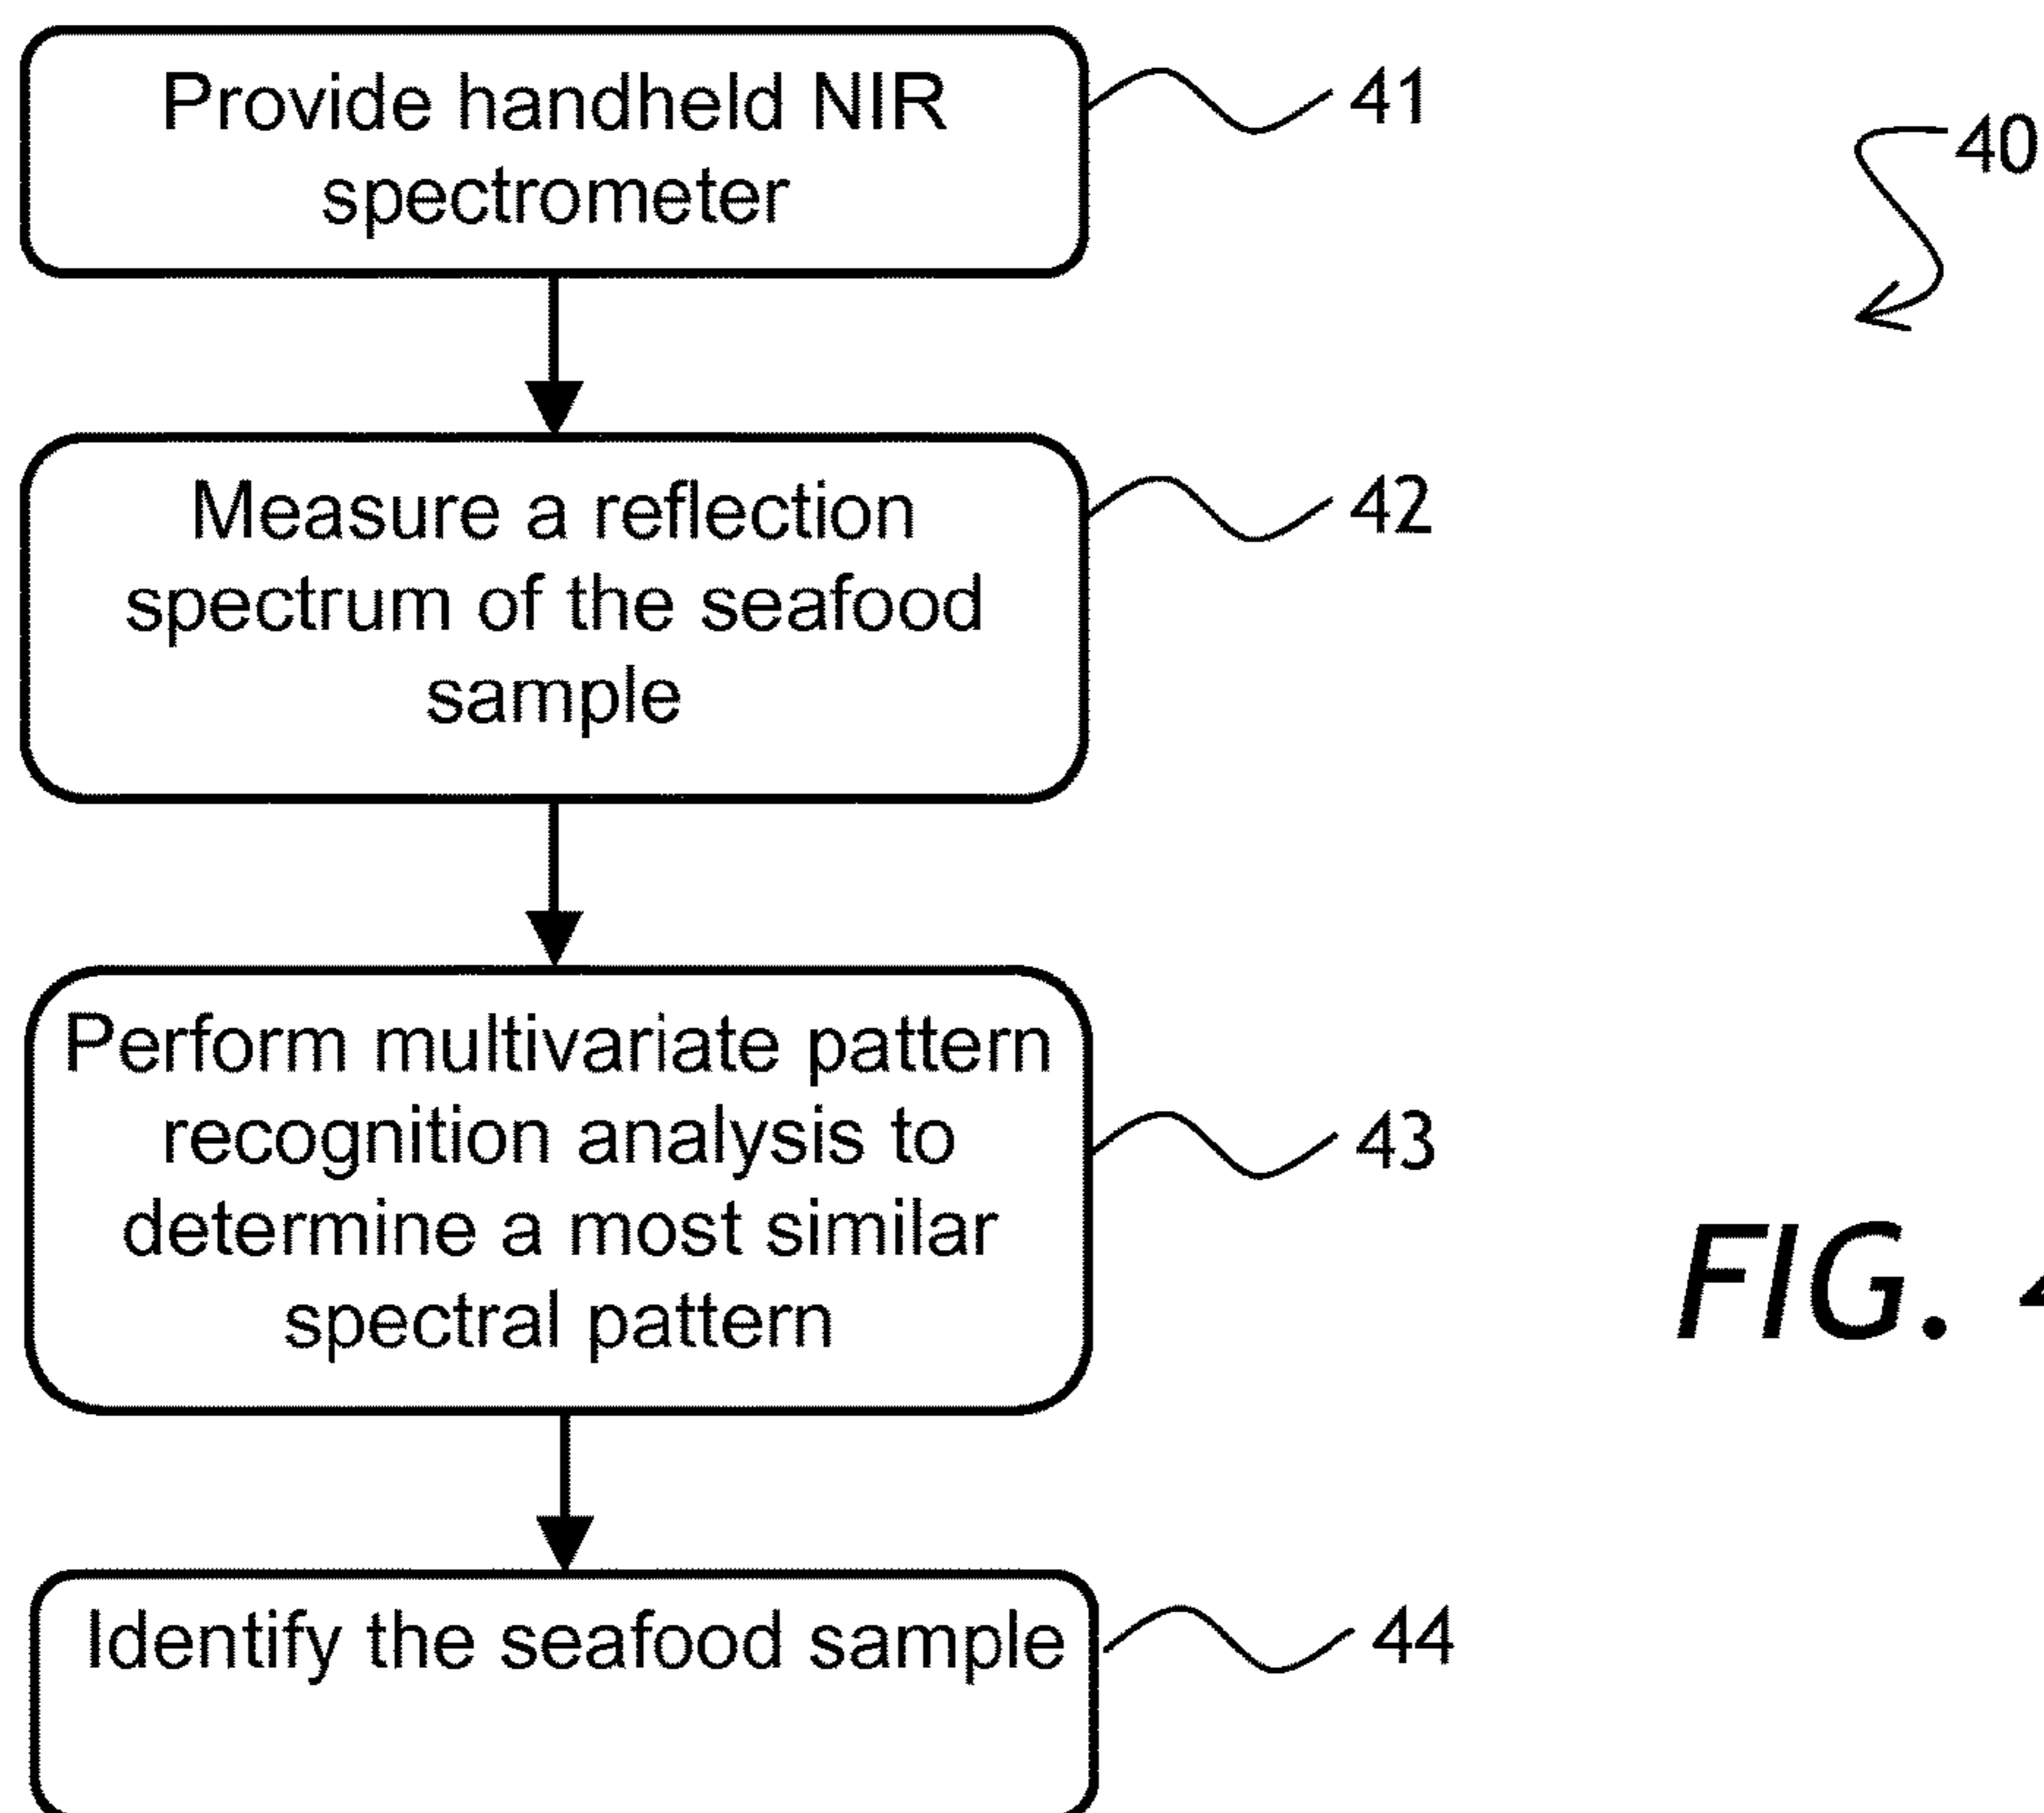 Provide handheld NIR
spectrometer
41
40
Measure a reflection
spectrum of the seafood
sample
42
Perform multivariate pattern
recognition analysis to
determine a most similar
spectral pattern
43
FIG.
Identify the seafood sample
44